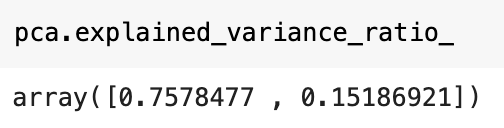 pca.explained_variance_ratio_
array([0.7578477 , 0.15186921])